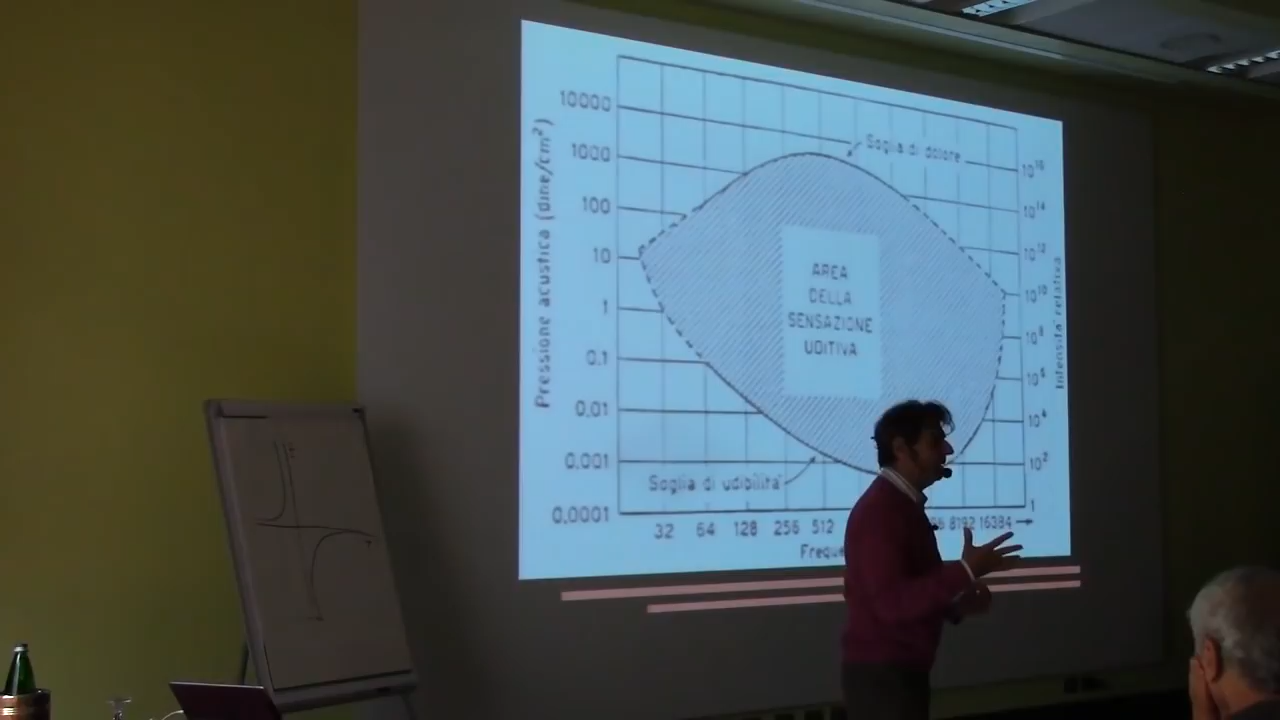 10000
1000
100
10
1
0,1
0,01
0,001
0,0001
Pressione acustica (dine/cm²)
Soglia di dolore
AREA
DELLA
SENSAZIONE
UDITIVA
Soglia di udibilita'
10¹⁶
10¹⁴
10¹²
10¹⁰
10⁸
10⁶
10⁴
10²
1
Intensita' relativa
32 64 128 256 512 8192 16384